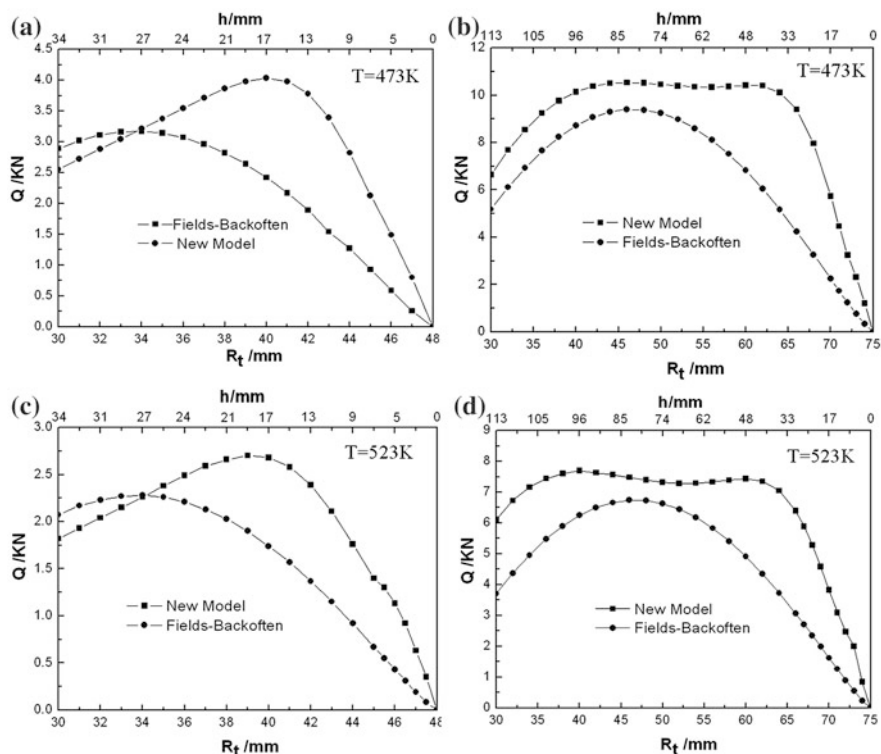 (a)
h/mm
34 31 29 27 24 21 19 17 13 9 5 0
4.5
4.0
3.5
3.0
2.5
2.0
1.5
1.0
0.5
0.0
Q /KN
T=473K
Fields-Backoften
New Model
30 32 34 36 38 40 42 44 46 48
Rt /mm
(b)
h/mm
113 105 96 85 74 62 48 33 17 0
12
10
8
6
4
2
0
Q /KN
T=473K
New Model
Fields-Backoften
30 35 40 45 50 55 60 65 70 75
Rt /mm
(c)
h/mm
34 31 29 27 24 21 19 17 13 9 5 0
3.0
2.5
2.0
1.5
1.0
0.5
0.0
Q /KN
T=523K
New Model
Fields-Backoften
30 32 34 36 38 40 42 44 46 48
Rt /mm
(d)
h/mm
113 105 96 85 74 62 48 33 17 0
9
8
7
6
5
4
3
2
1
0
Q /KN
T=523K
New Model
Fields-Backoften
30 35 40 45 50 55 60 65 70 75
Rt /mm